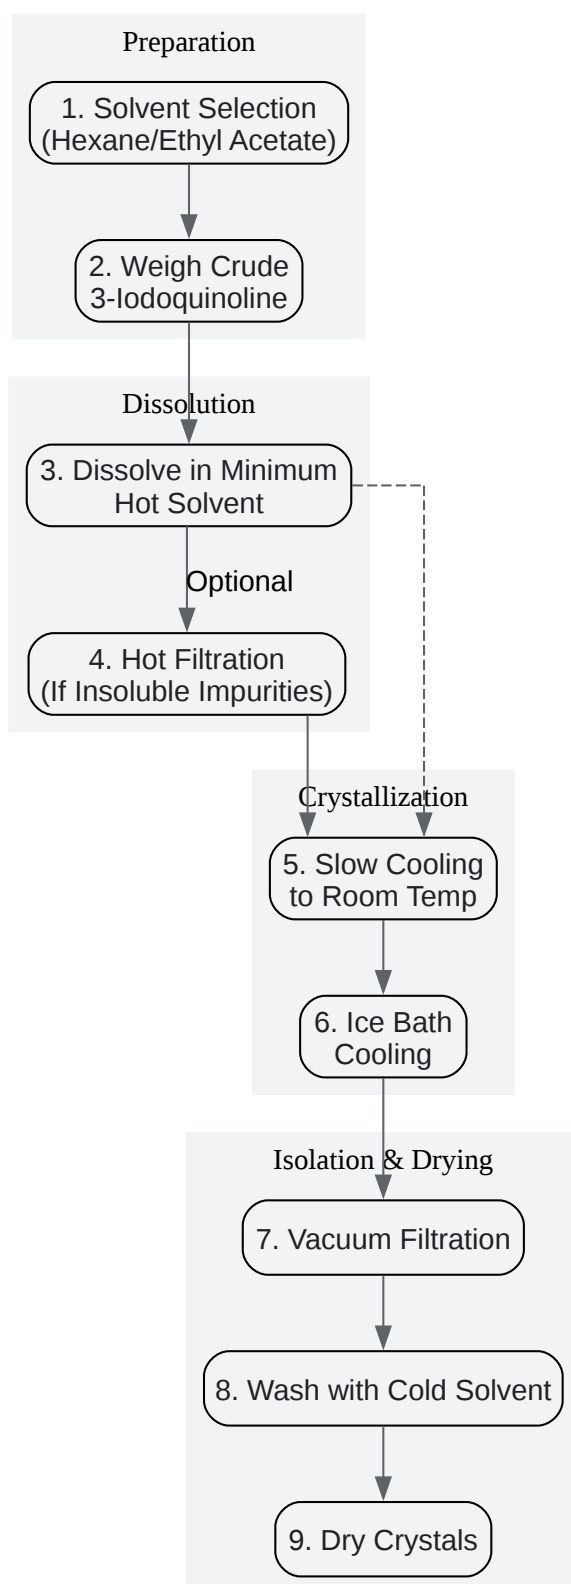 Preparation
1. Solvent Selection
(Hexane/Ethyl Acetate)
2. Weigh Crude
3-Iodoquinoline
Dissolution
3. Dissolve in Minimum
Hot Solvent
Optional
4. Hot Filtration
(If Insoluble Impurities)
Crystallization
5. Slow Cooling
to Room Temp
6. Ice Bath
Cooling
Isolation & Drying
7. Vacuum Filtration
8. Wash with Cold Solvent
9. Dry Crystals